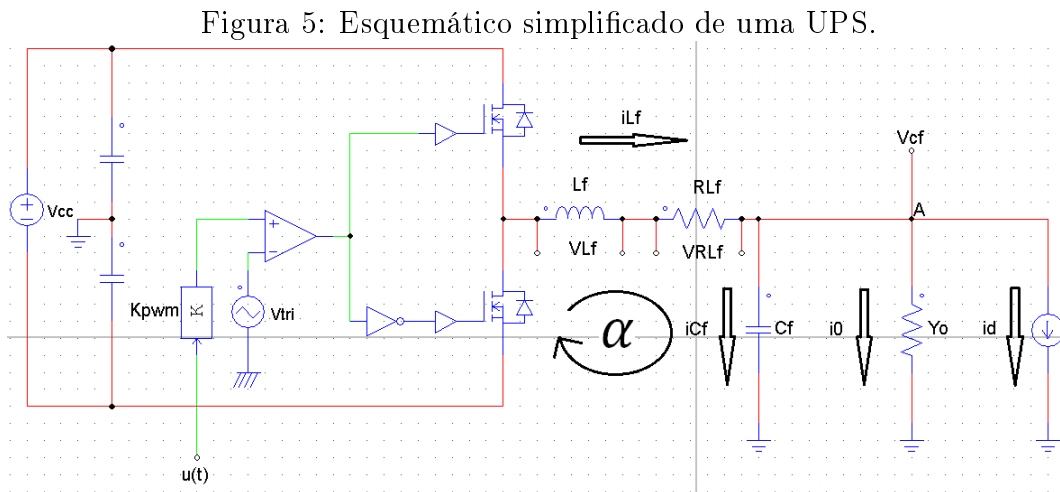 Figura 5: Esquemático simplificado de uma UPS.
iLf
Vcf
Lf
RLf
Vcc
A
VLf
VRLf
+
−
Kpwm
K
Vtri
α
iCf
Cf
i0
Yo
id
u(t)